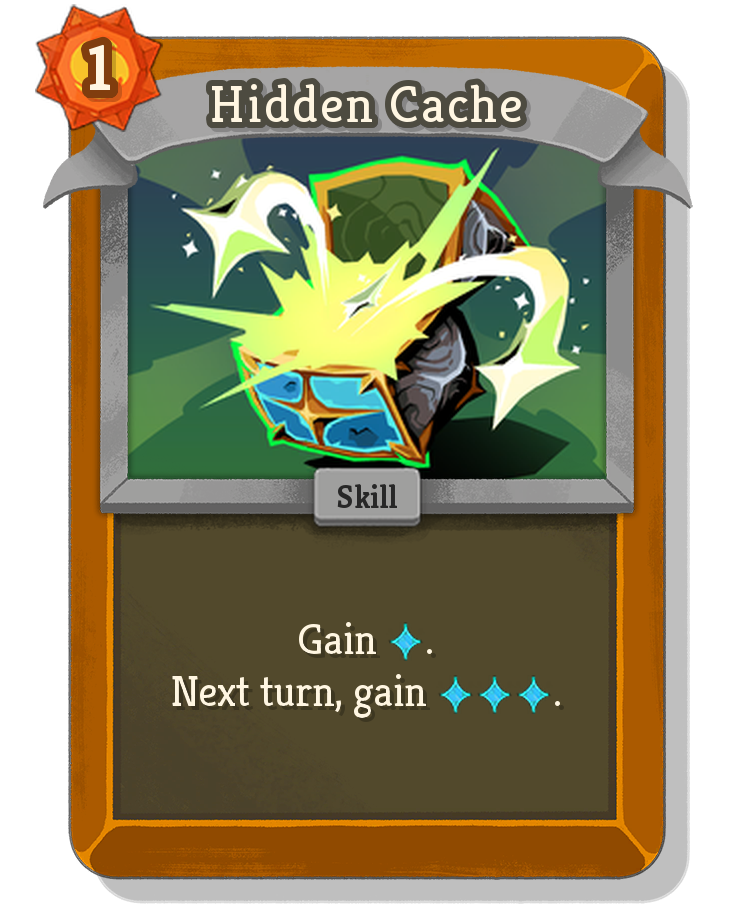 1
Hidden Cache
Skill
Gain ✦.
Next turn, gain ✦✦✦.